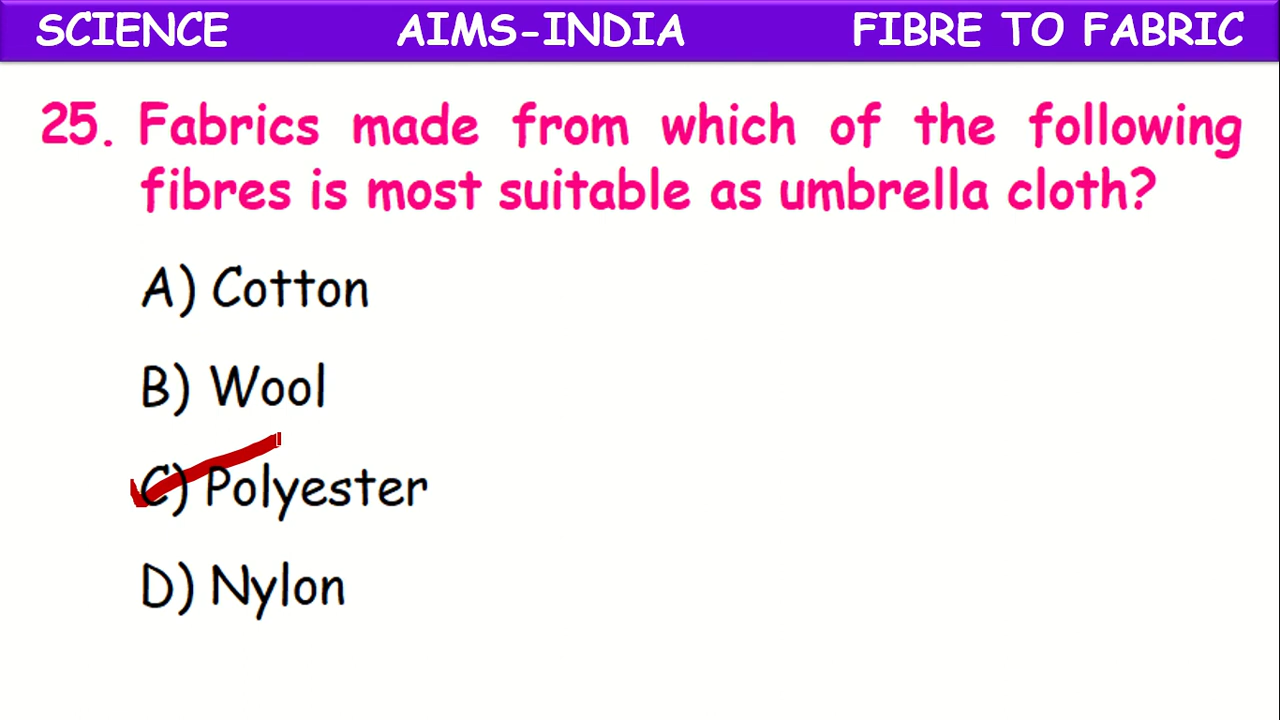 SCIENCE AIMS-INDIA FIBRE TO FABRIC
25. Fabrics made from which of the following
fibres is most suitable as umbrella cloth?
A) Cotton
B) Wool
C) Polyester
D) Nylon